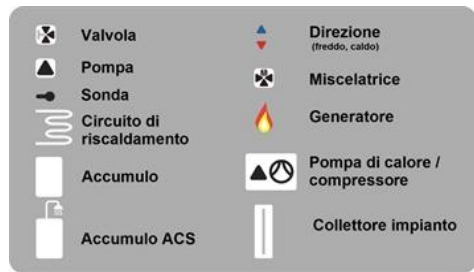 Valvola
Pompa
Sonda
Circuito di
riscaldamento
Accumulo
Accumulo ACS
Direzione
(freddo, caldo)
Miscelatrice
Generatore
Pompa di calore /
compressore
Collettore impianto